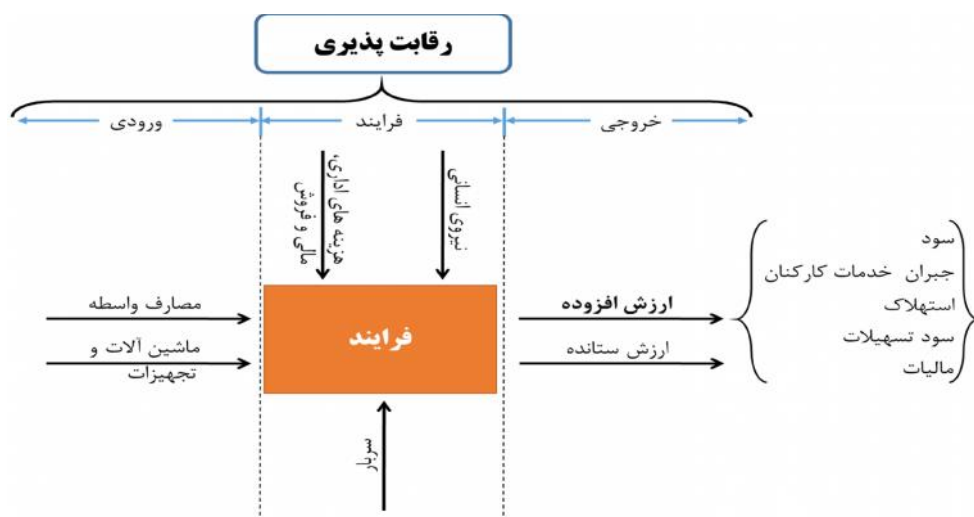 رقابت پذیری
خروجی
فرایند
ورودی
نیروی انسانی
هزینه های اداری،
مالی و فروش
سود
جبران خدمات کارکنان
استهلاک
سود تسهیلات
مالیات
ارزش افزوده
ارزش ستانده
فرایند
مصارف واسطه
ماشین آلات و
تجهیزات
سربار